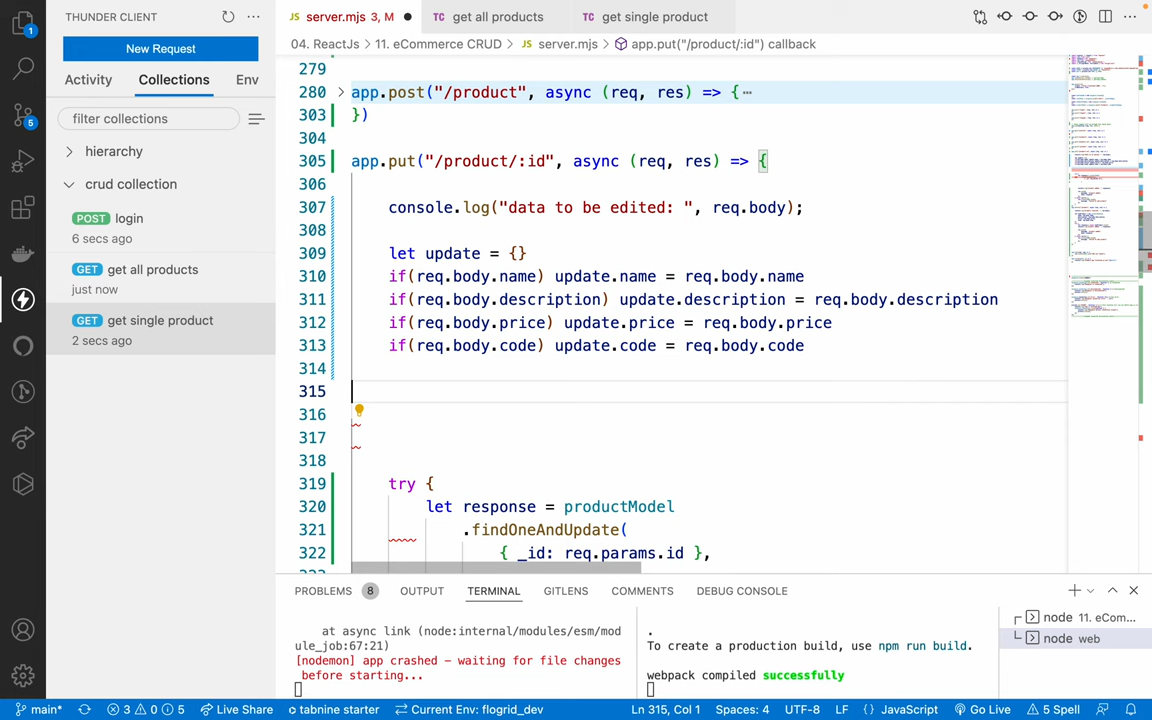 THUNDER CLIENT
New Request
Activity Collections Env
filter collections
hierarchy
crud collection
POST login
6 secs ago
GET get all products
just now
GET get single product
2 secs ago
1
5
JS server.mjs 3, M
TC get all products
TC get single product
04. ReactJs > 11. eCommerce CRUD > JS server.mjs > app.put("/product/:id") callback
279
280 app.post("/product", async (req, res) => {
303 })
304
305 app.put("/product/:id", async (req, res) => {
306
307 console.log("data to be edited: ", req.body);
308
309 let update = {}
310 if(req.body.name) update.name = req.body.name
311 if(req.body.description) update.description = req.body.description
312 if(req.body.price) update.price = req.body.price
313 if(req.body.code) update.code = req.body.code
314
315
316
317
318
319 try {
320 let response = productModel
321 .findOneAndUpdate(
322 { _id: req.params.id },
PROBLEMS 8 OUTPUT TERMINAL GITLENS COMMENTS DEBUG CONSOLE
at async link (node:internal/modules/esm/mod
ule_job:67:21)
[nodemon] app crashed - waiting for file changes
before starting...
.
To create a production build, use npm run build.
webpack compiled successfully
node 11. eCom...
node web
main* 3 0 5 Live Share tabnine starter Current Env: flogrid_dev Ln 315, Col 1 Spaces: 4 UTF-8 LF {} JavaScript Go Live 5 Spell